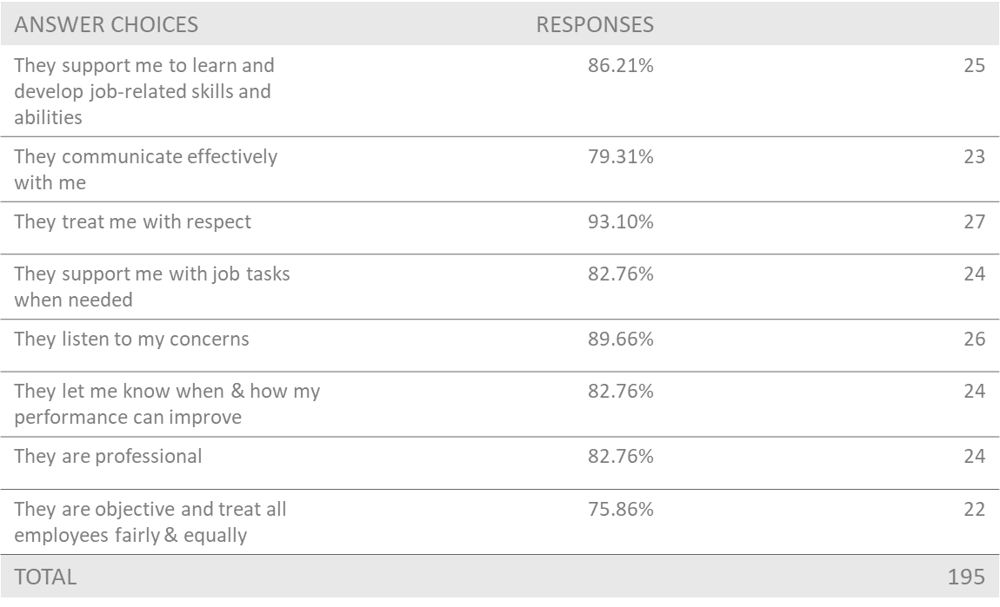 ANSWER CHOICES RESPONSES
They support me to learn and 86.21% 25
develop job-related skills and
abilities
They communicate effectively 79.31% 23
with me
They treat me with respect 93.10% 27
They support me with job tasks 82.76% 24
when needed
They listen to my concerns 89.66% 26
They let me know when & how my 82.76% 24
performance can improve
They are professional 82.76% 24
They are objective and treat all 75.86% 22
employees fairly & equally
TOTAL 195